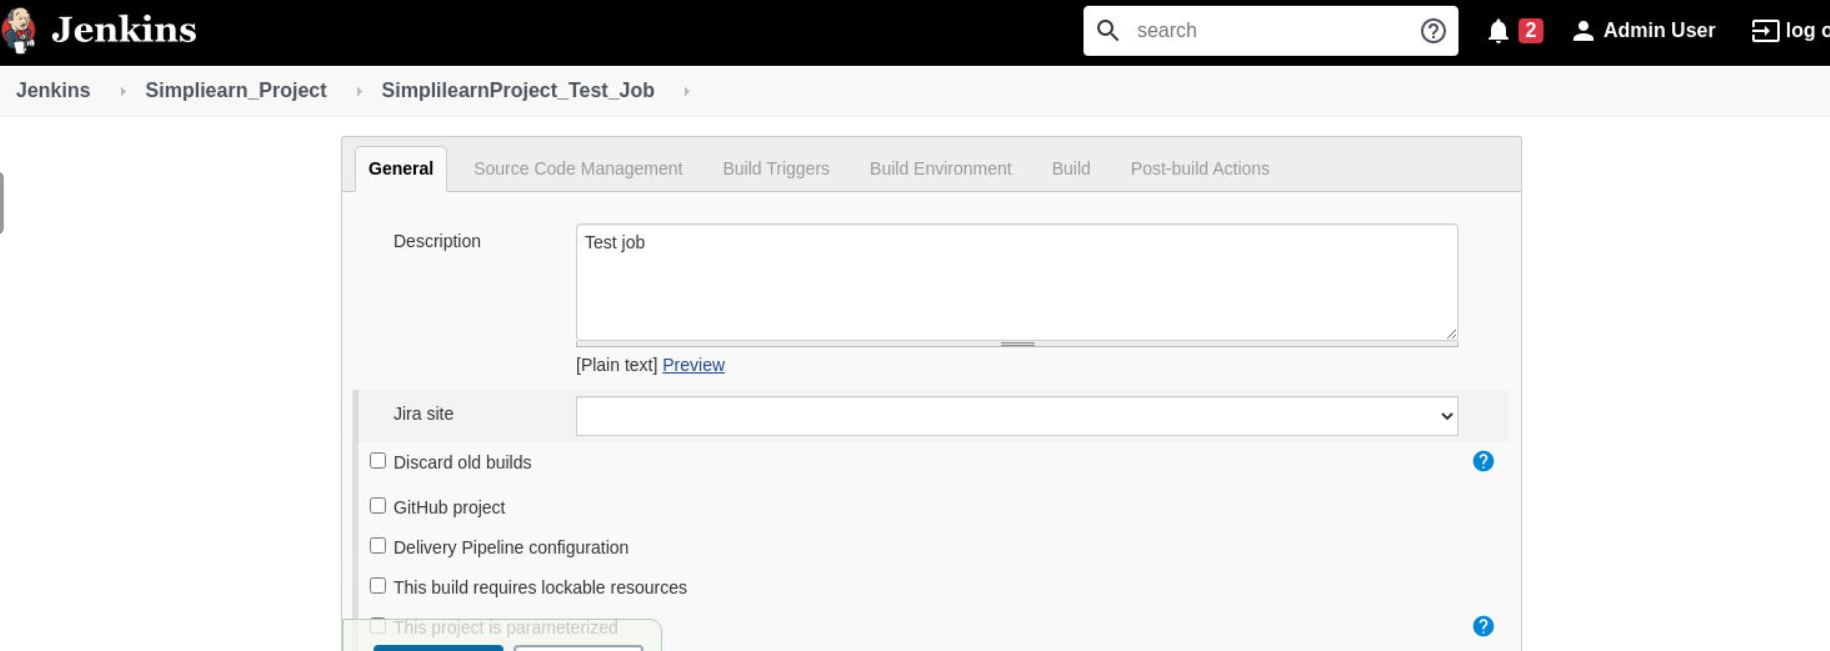 Jenkins
search
2
Admin User
log o
Jenkins
Simpliearn_Project
SimplilearnProject_Test_Job
General
Source Code Management
Build Triggers
Build Environment
Build
Post-build Actions
Description
Test job
[Plain text] Preview
Jira site
Discard old builds
GitHub project
Delivery Pipeline configuration
This build requires lockable resources
This project is parameterized